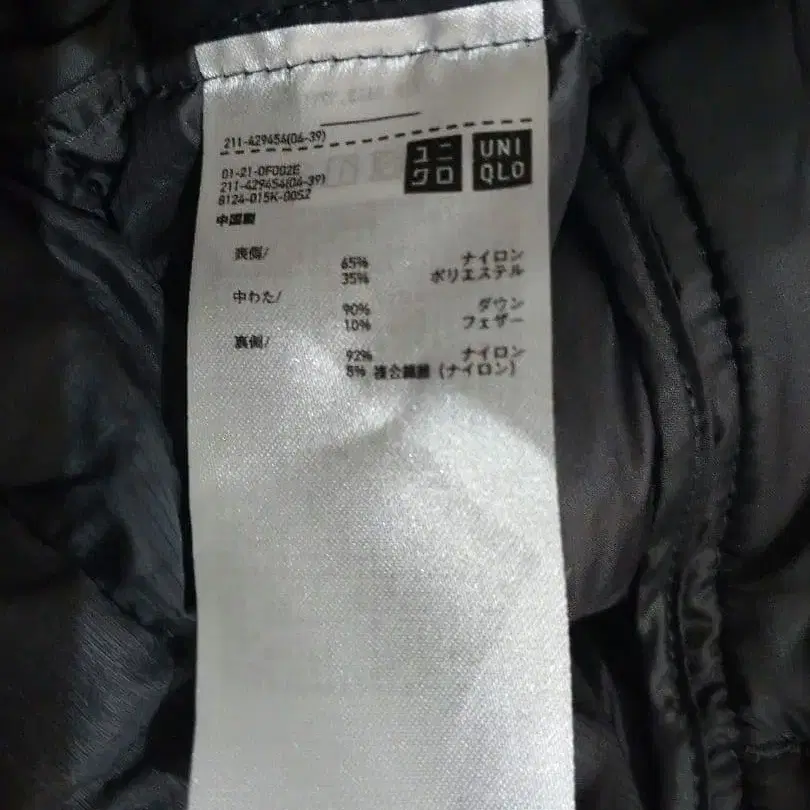 211-429454(04-39)
ユニ
クロ
UNI
QLO
01-21-0F002E
211-429454(04-39)
8124-015K-0052
中国製
表側/
65% ナイロン
35% ポリエステル
中わた/
90% ダウン
10% フェザー
裏側/
92% ナイロン
8% 複合繊維 (ナイロン)